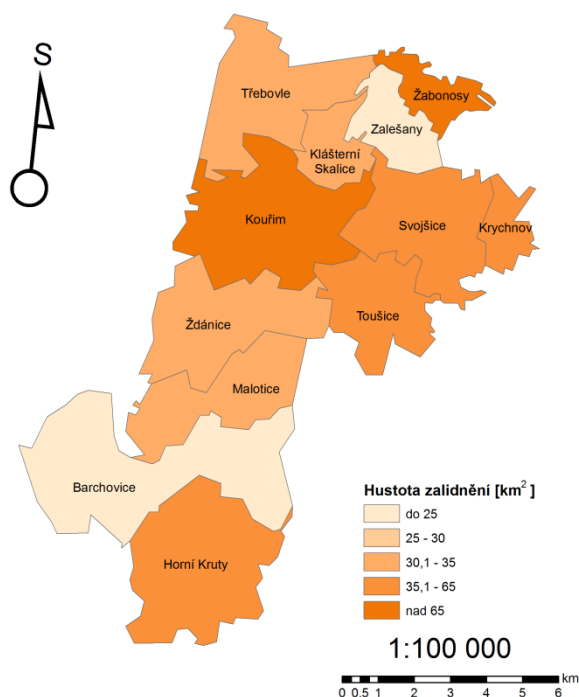 S
Třebovle
Žabonosy
Zalešany
Klášterní
Skalice
Kouřim
Svojšice
Krychnov
Toušice
Ždánice
Malotice
Barchovice
Horní Kruty
Hustota zalidnění [km²]
do 25
25 - 30
30,1 - 35
35,1 - 65
nad 65
1:100 000
km
0 0.5 1 2 3 4 5 6